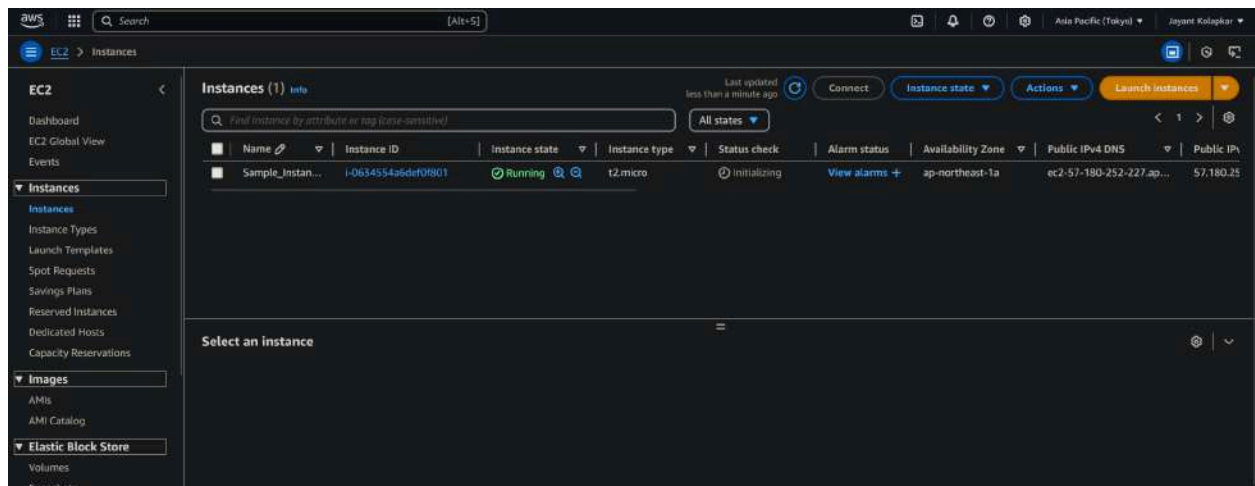 aws Search [Alt+S] Asia Pacific (Tokyo) Jayant Kolapkar
EC2 > Instances
EC2
Dashboard
EC2 Global View
Events
Instances
Instances
Instance Types
Launch Templates
Spot Requests
Savings Plans
Reserved Instances
Dedicated Hosts
Capacity Reservations
Images
AMIs
AMI Catalog
Elastic Block Store
Volumes
Instances (1) Info
Last updated
less than a minute ago
Connect Instance state Actions Launch instances
Find Instance by attribute or tag (case-sensitive) All states 1
Name Instance ID Instance state Instance type Status check Alarm status Availability Zone Public IPv4 DNS Public IPv
Sample_Instan... i-0634554a6def0f801 Running t2.micro Initializing View alarms + ap-northeast-1a ec2-57-180-252-227.ap... 57.180.25
Select an instance